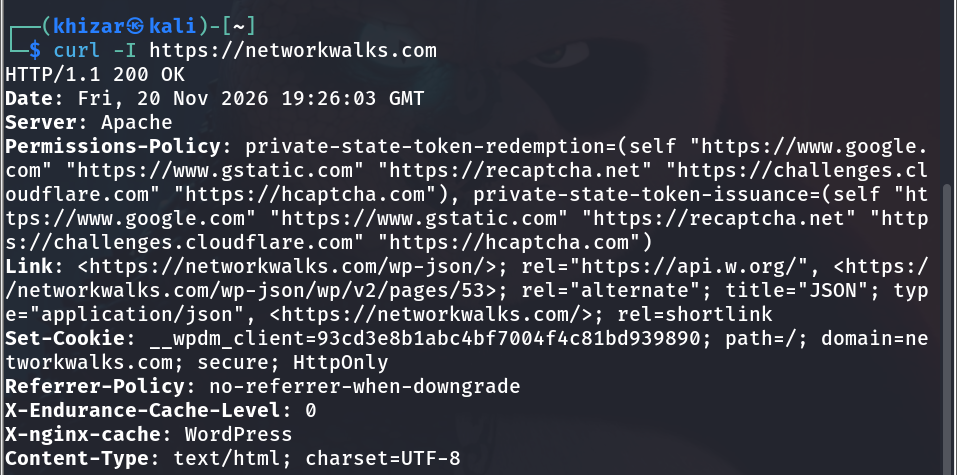 ┌──(khizar㉿kali)-[~]
└─$ curl -I https://networkwalks.com
HTTP/1.1 200 OK
Date: Fri, 20 Nov 2026 19:26:03 GMT
Server: Apache
Permissions-Policy: private-state-token-redemption=(self "https://www.google.
com" "https://www.gstatic.com" "https://recaptcha.net" "https://challenges.cl
oudflare.com" "https://hcaptcha.com"), private-state-token-issuance=(self "ht
tps://www.google.com" "https://www.gstatic.com" "https://recaptcha.net" "http
s://challenges.cloudflare.com" "https://hcaptcha.com")
Link: <https://networkwalks.com/wp-json/>; rel="https://api.w.org/", <https:/
/networkwalks.com/wp-json/wp/v2/pages/53>; rel="alternate"; title="JSON"; typ
e="application/json", <https://networkwalks.com/>; rel=shortlink
Set-Cookie: __wpdm_client=93cd3e8b1abc4bf7004f4c81bd939890; path=/; domain=ne
tworkwalks.com; secure; HttpOnly
Referrer-Policy: no-referrer-when-downgrade
X-Endurance-Cache-Level: 0
X-nginx-cache: WordPress
Content-Type: text/html; charset=UTF-8